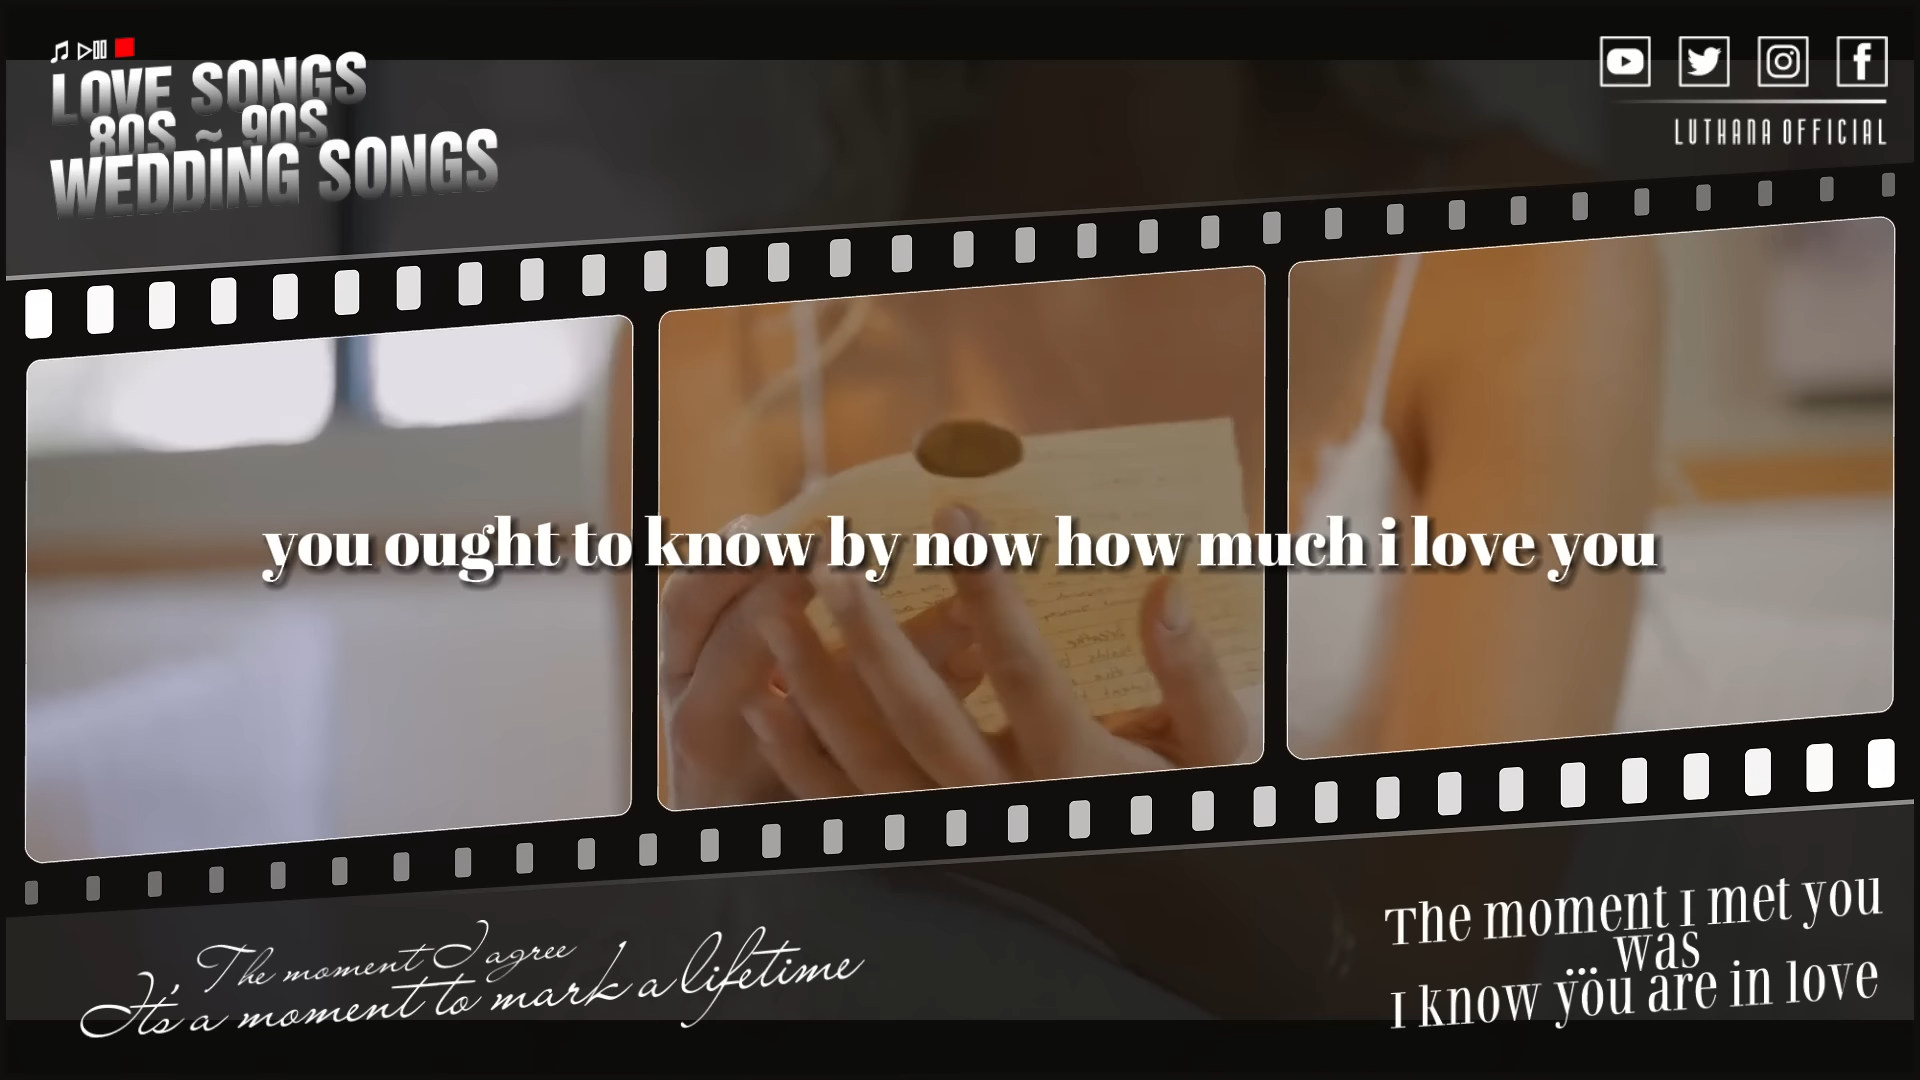 LOVE SONGS
80S ~ 90S
WEDDING SONGS
LUTHANA OFFICIAL
you ought to know by now how much i love you
The moment I agree
It's a moment to mark a lifetime
The moment I met you
was
I know you are in love